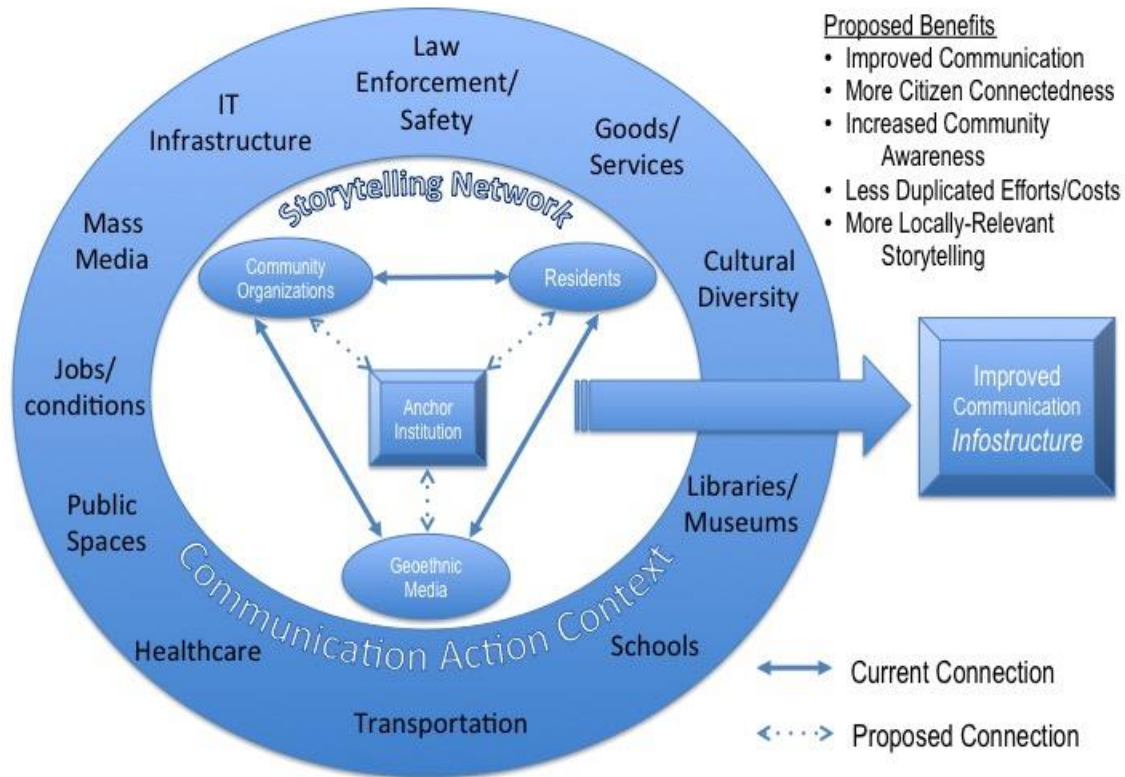 Law
Enforcement/
Safety
IT
Infrastructure
Goods/
Services
Mass
Media
Cultural
Diversity
Jobs/
conditions
Public
Spaces
Libraries/
Museums
Healthcare
Schools
Transportation
Storytelling Network
Community
Organizations
Residents
Anchor
Institution
Geoethnic
Media
Communication Action Context
Proposed Benefits
• Improved Communication
• More Citizen Connectedness
• Increased Community
Awareness
• Less Duplicated Efforts/Costs
• More Locally-Relevant
Storytelling
Improved
Communication
Infostructure
Current Connection
Proposed Connection